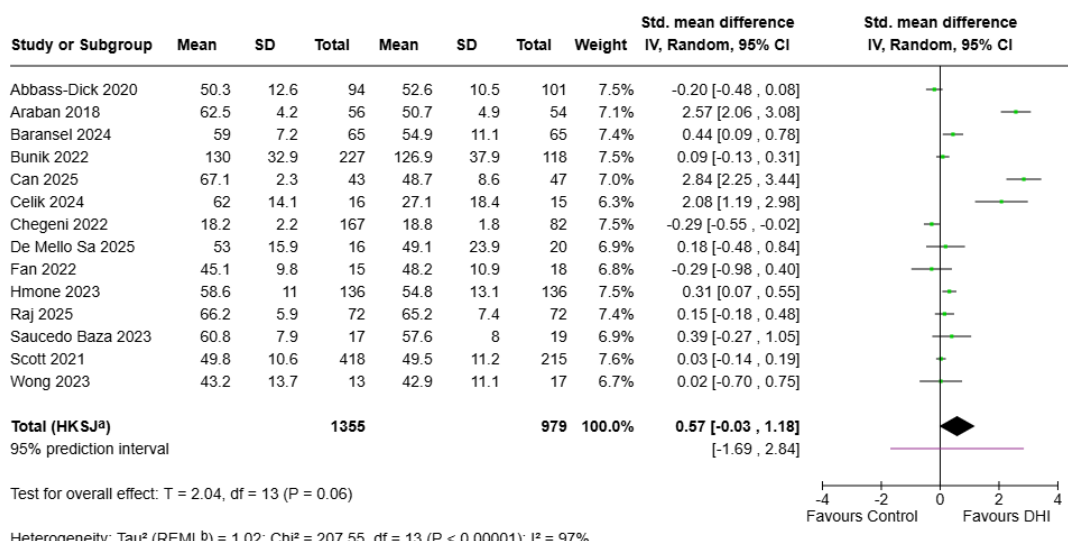 Std. mean difference Std. mean difference
Study or Subgroup Mean SD Total Mean SD Total Weight IV, Random, 95% CI IV, Random, 95% CI
Abbass-Dick 2020 50.3 12.6 94 52.6 10.5 101 7.5% -0.20 [-0.48 , 0.08]
Araban 2018 62.5 4.2 56 50.7 4.9 54 7.1% 2.57 [2.06 , 3.08]
Baransel 2024 59 7.2 65 54.9 11.1 65 7.4% 0.44 [0.09 , 0.78]
Bunik 2022 130 32.9 227 126.9 37.9 118 7.5% 0.09 [-0.13 , 0.31]
Can 2025 67.1 2.3 43 48.7 8.6 47 7.0% 2.84 [2.25 , 3.44]
Celik 2024 62 14.1 16 27.1 18.4 15 6.3% 2.08 [1.19 , 2.98]
Chegeni 2022 18.2 2.2 167 18.8 1.8 82 7.5% -0.29 [-0.55 , -0.02]
De Mello Sa 2025 53 15.9 16 49.1 23.9 20 6.9% 0.18 [-0.48 , 0.84]
Fan 2022 45.1 9.8 15 48.2 10.9 18 6.8% -0.29 [-0.98 , 0.40]
Hmone 2023 58.6 11 136 54.8 13.1 136 7.5% 0.31 [0.07 , 0.55]
Raj 2025 66.2 5.9 72 65.2 7.4 72 7.5% 0.15 [-0.18 , 0.48]
Saucedo Baza 2023 60.8 7.9 17 57.6 8 19 6.9% 0.39 [-0.27 , 1.05]
Scott 2021 49.8 10.6 418 49.5 11.2 215 7.6% 0.03 [-0.14 , 0.19]
Wong 2023 43.2 13.7 13 42.9 11.1 17 6.7% 0.02 [-0.70 , 0.75]
Total (HKSJᵃ) 1355 979 100.0% 0.57 [-0.03 , 1.18]
95% prediction interval [-1.69 , 2.84]
Test for overall effect: T = 2.04, df = 13 (P = 0.06)
-4 -2 0 2 4
Favours Control Favours DHI
Heterogeneity: Tau² (REML ᵇ) = 1.02; Chi² = 207.55, df = 13 (P < 0.00001); I² = 97%